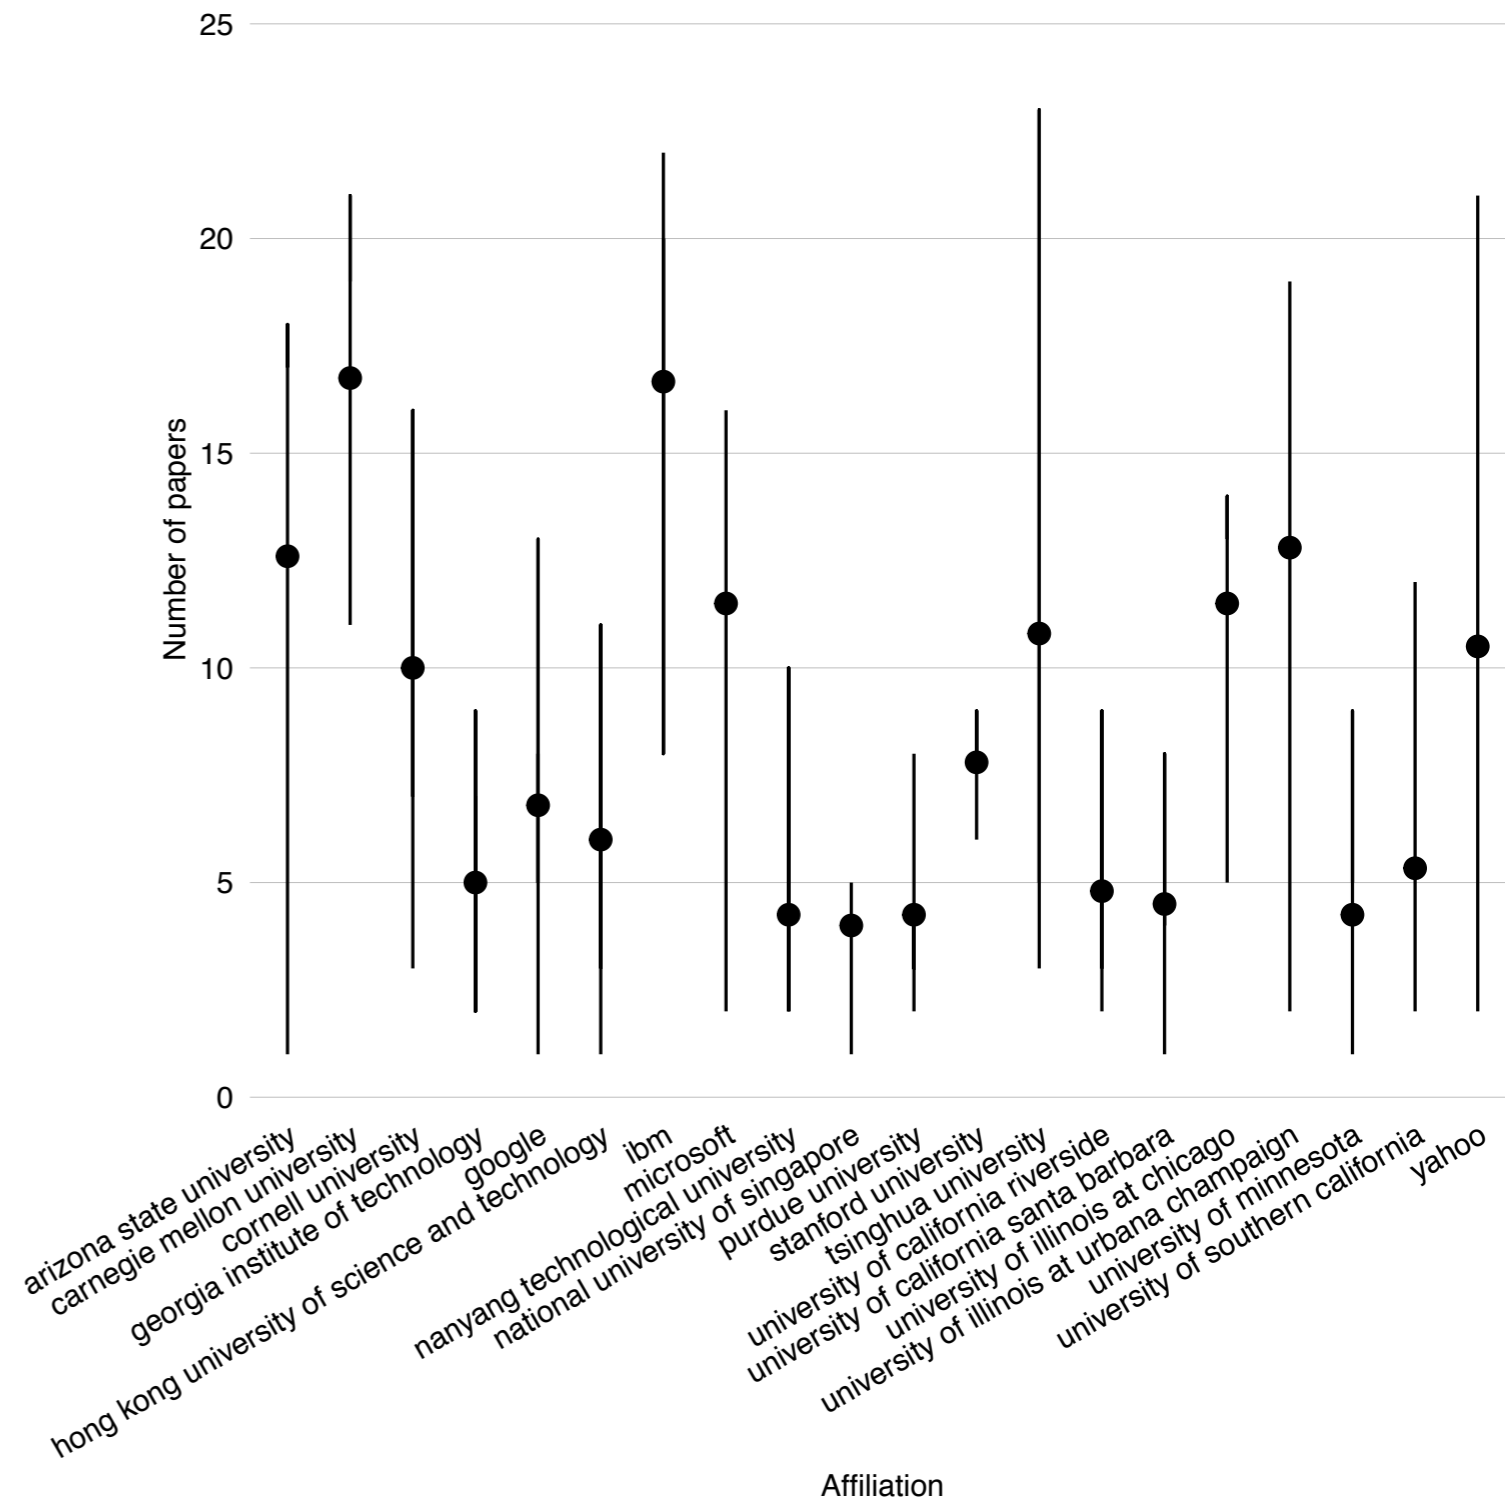 25
20
15
10
5
0
Number of papers
arizona state university
carnegie mellon university
cornell university
georgia institute of technology
google
hong kong university of science and technology
ibm
microsoft
nanyang technological university
national university of singapore
purdue university
stanford university
tsinghua university
university of california riverside
university of california santa barbara
university of illinois at chicago
university of illinois at urbana champaign
university of minnesota
university of southern california
yahoo
Affiliation